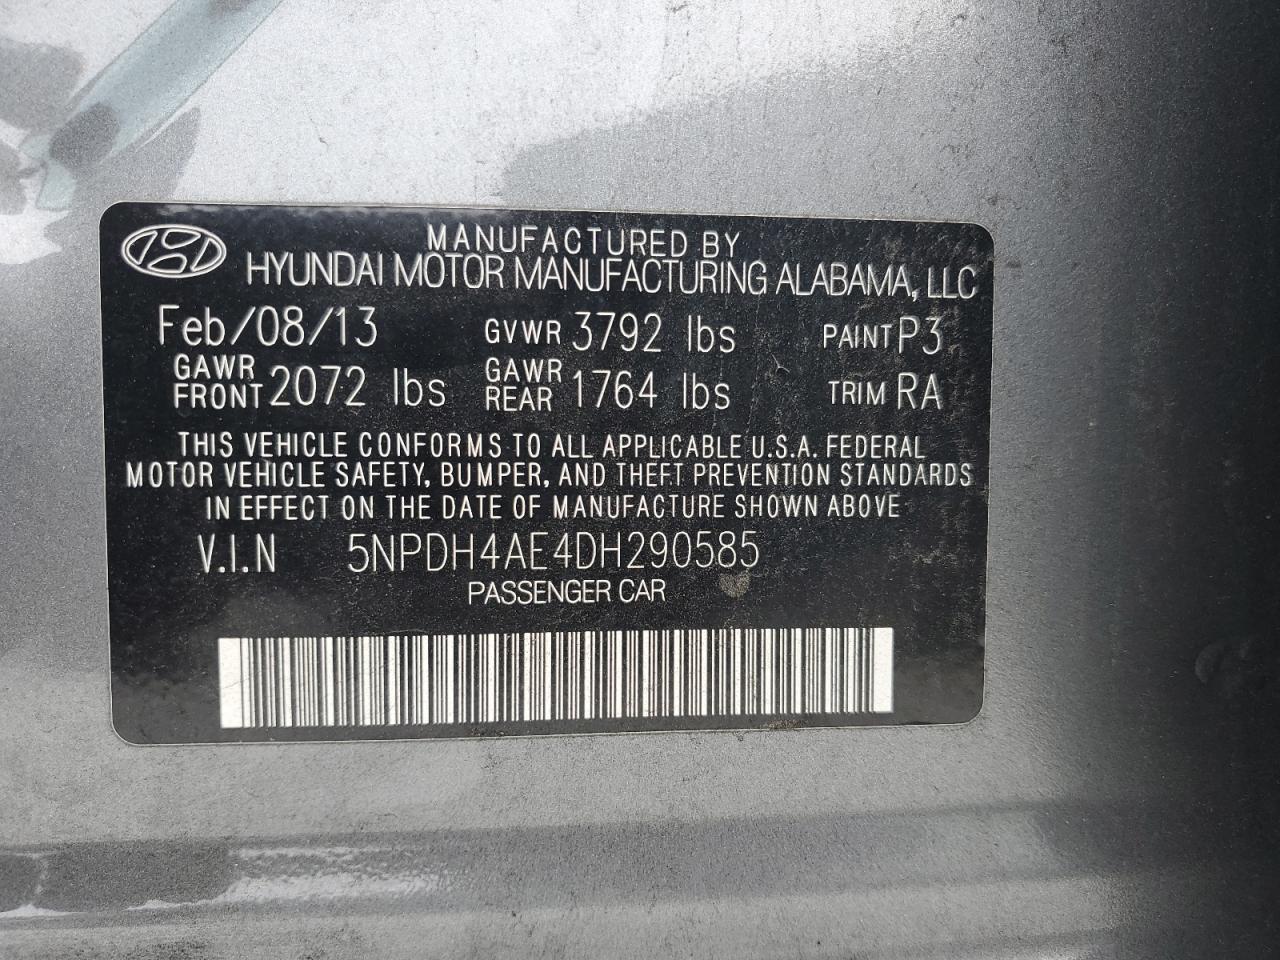 MANUFACTURED BY
HYUNDAI MOTOR MANUFACTURING ALABAMA, LLC
Feb/08/13 GVWR 3792 lbs PAINT P3
GAWR FRONT 2072 lbs GAWR REAR 1764 lbs TRIM RA
THIS VEHICLE CONFORMS TO ALL APPLICABLE U.S.A. FEDERAL
MOTOR VEHICLE SAFETY, BUMPER, AND THEFT PREVENTION STANDARDS
IN EFFECT ON THE DATE OF MANUFACTURE SHOWN ABOVE
V.I.N 5NPDH4AE4DH290585
PASSENGER CAR